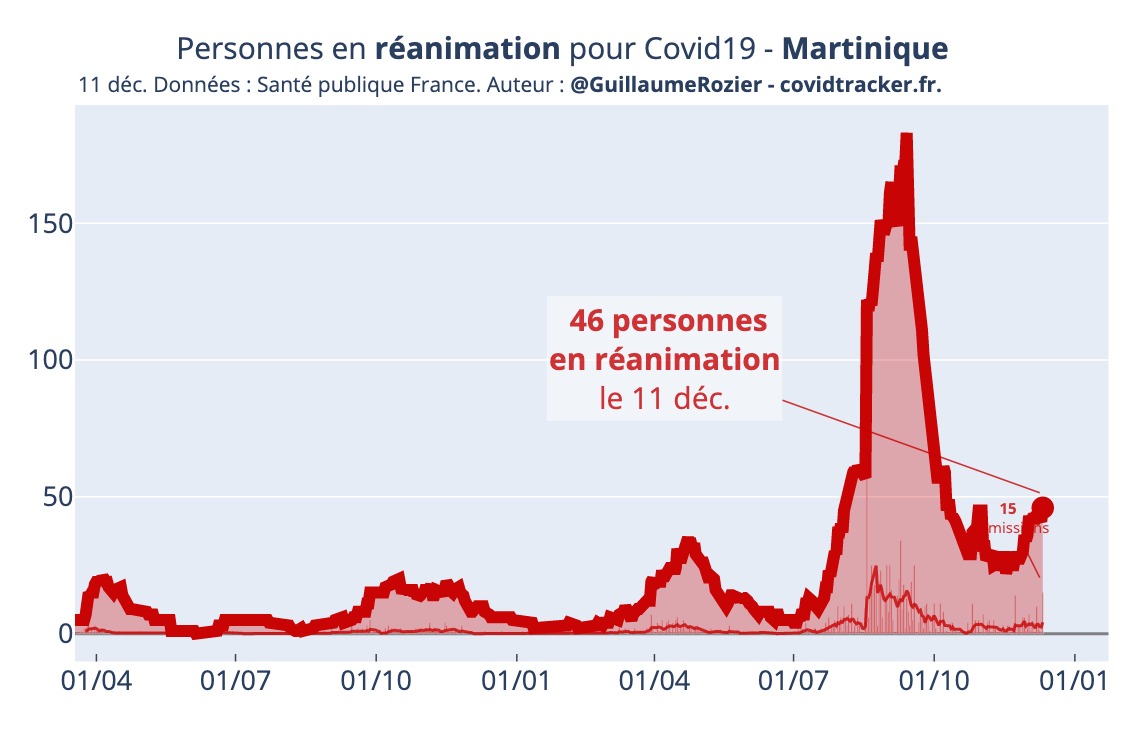 Personnes en réanimation pour Covid19 - Martinique
11 déc. Données : Santé publique France. Auteur : @GuillaumeRozier - covidtracker.fr.
150
100
50
0
46 personnes
en réanimation
le 11 déc.
15
01/04
01/07
01/10
01/01
01/04
01/07
01/10
01/01